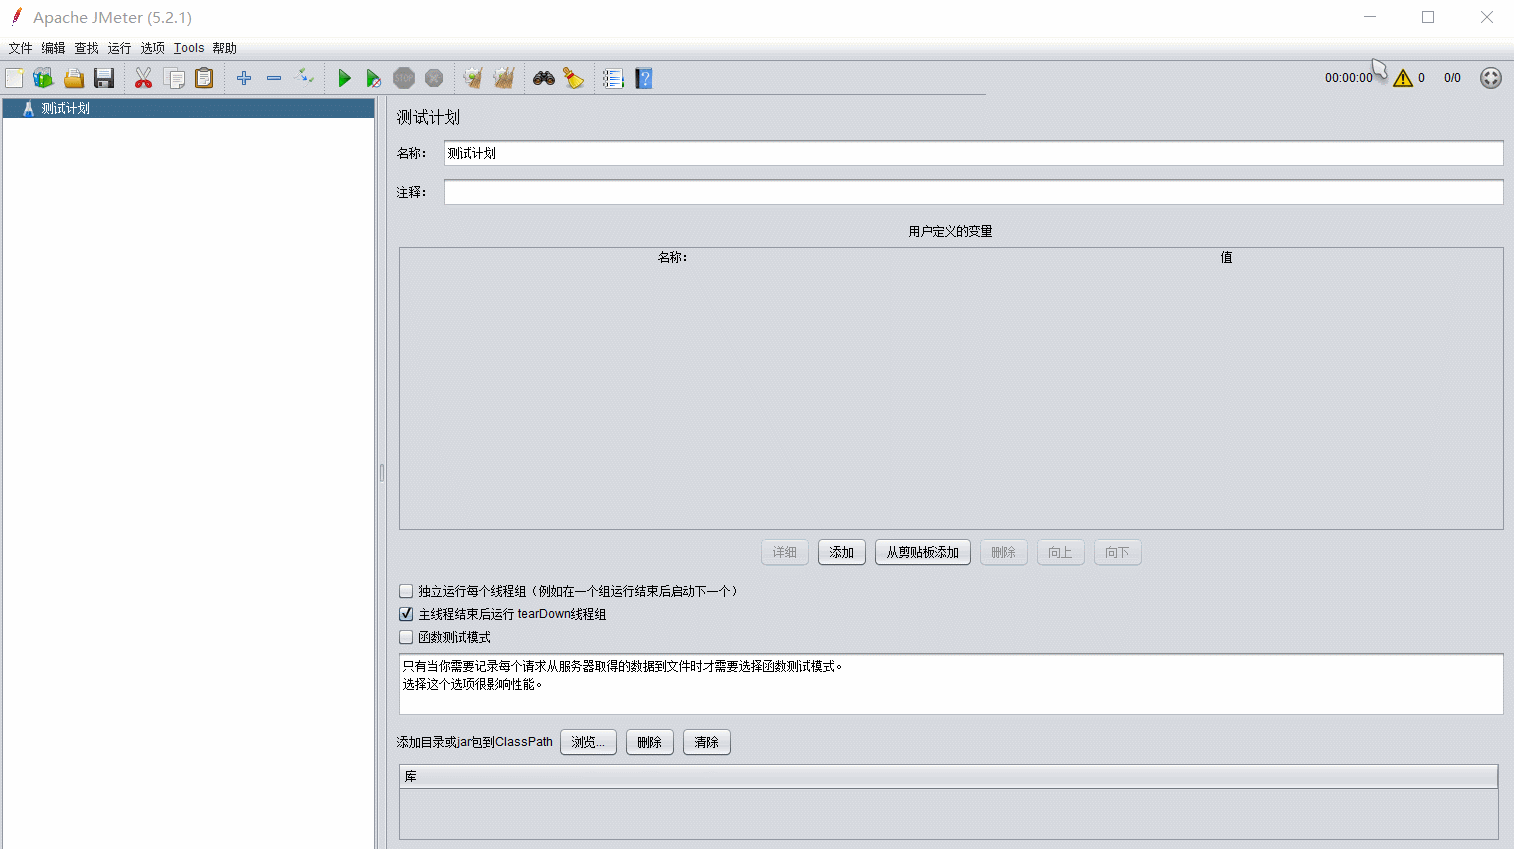 Apache JMeter (5.2.1)
文件 编辑 查找 运行 选项 Tools 帮助
STOP
00:00:00 0 0/0
测试计划
测试计划
名称： 测试计划
注释：
用户定义的变量
名称： 值
详细 添加 从剪贴板添加 删除 向上 向下
独立运行每个线程组（例如在一个组运行结束后启动下一个）
主线程结束后运行 tearDown线程组
函数测试模式
只有当你需要记录每个请求从服务器取得的数据到文件时才需要选择函数测试模式。
选择这个选项很影响性能。
添加目录或jar包到ClassPath 浏览... 删除 清除
库